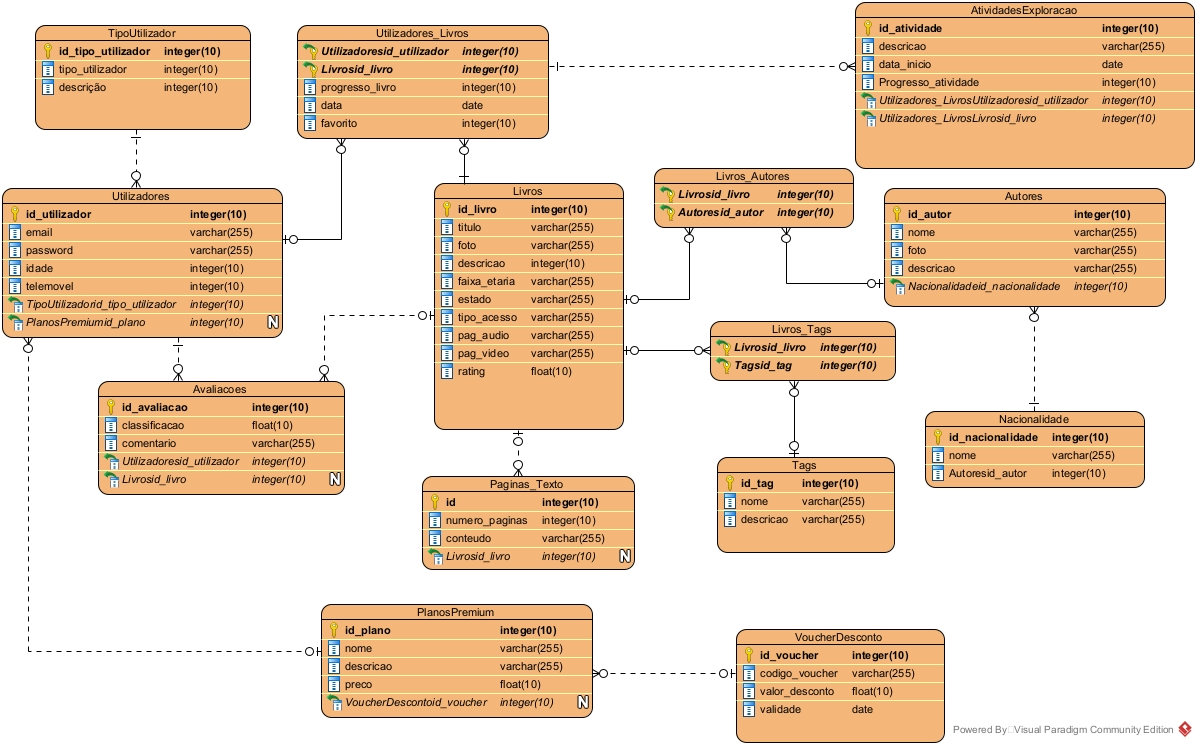 TipoUtilizador
id_tipo_utilizador integer(10)
tipo_utilizador integer(10)
descrição integer(10)
Utilizadores_Livros
Utilizadoresid_utilizador integer(10)
Livrosid_livro integer(10)
progresso_livro integer(10)
data date
favorito integer(10)
AtividadesExploracao
id_atividade integer(10)
descricao varchar(255)
data_inicio date
Progresso_atividade integer(10)
Utilizadores_LivrosUtilizadoresid_utilizador integer(10)
Utilizadores_LivrosLivrosid_livro integer(10)
Utilizadores
id_utilizador integer(10)
email varchar(255)
password varchar(255)
idade integer(10)
telemovel integer(10)
TipoUtilizadorid_tipo_utilizador integer(10)
PlanosPremiumid_plano integer(10) N
Livros
id_livro integer(10)
titulo varchar(255)
foto varchar(255)
descricao integer(10)
faixa_etaria varchar(255)
estado varchar(255)
tipo_acesso varchar(255)
pag_audio varchar(255)
pag_video varchar(255)
rating float(10)
Livros_Autores
Livrosid_livro integer(10)
Autoresid_autor integer(10)
Autores
id_autor integer(10)
nome varchar(255)
foto varchar(255)
descricao varchar(255)
Nacionalidadeid_nacionalidade integer(10)
Livros_Tags
Livrosid_livro integer(10)
Tagsid_tag integer(10)
Avaliacoes
id_avaliacao integer(10)
classificacao float(10)
comentario varchar(255)
Utilizadoresid_utilizador integer(10)
Livrosid_livro integer(10) N
Nacionalidade
id_nacionalidade integer(10)
nome varchar(255)
Autoresid_autor integer(10)
Tags
id_tag integer(10)
nome varchar(255)
descricao varchar(255)
Paginas_Texto
id integer(10)
numero_paginas integer(10)
conteudo varchar(255)
Livrosid_livro integer(10) N
PlanosPremium
id_plano integer(10)
nome varchar(255)
descricao varchar(255)
preco float(10)
VoucherDescontoid_voucher integer(10) N
VoucherDesconto
id_voucher integer(10)
codigo_voucher varchar(255)
valor_desconto float(10)
validade date
Powered By Visual Paradigm Community Edition